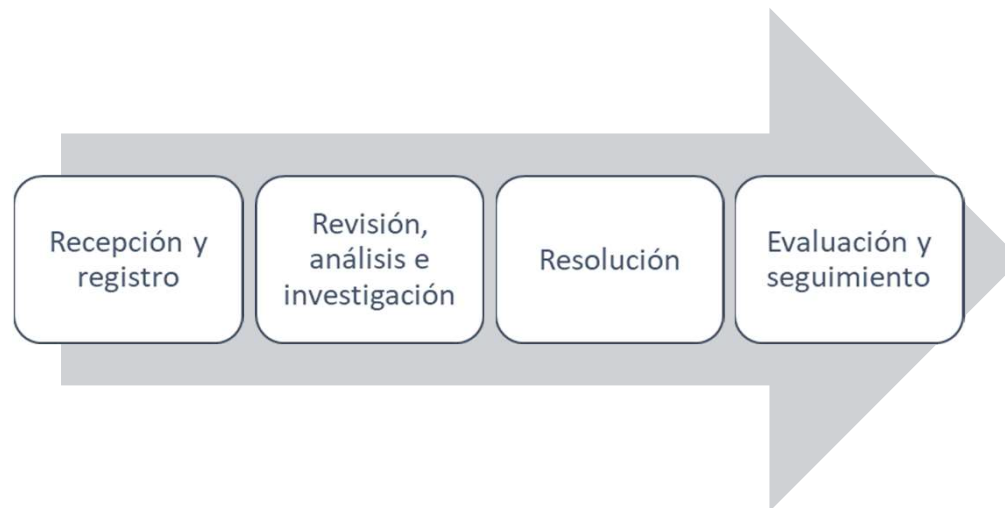 Recepción y
registro
Revisión,
análisis e
investigación
Resolución
Evaluación y
seguimiento